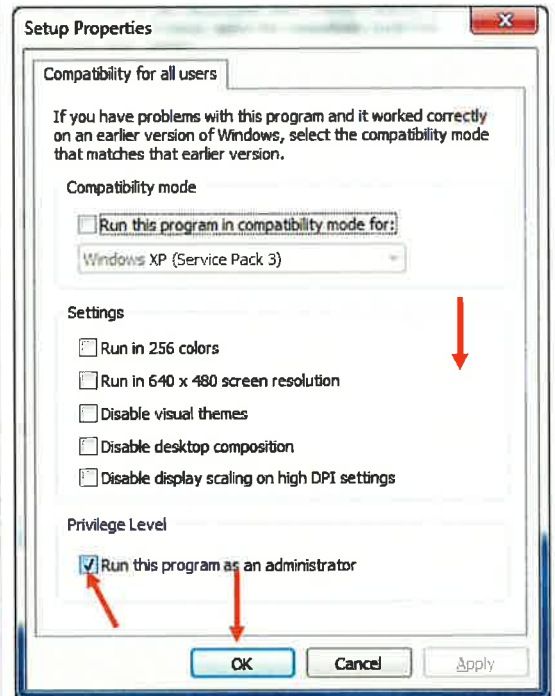 Setup Properties
Compatibility for all users
If you have problems with this program and it worked correctly
on an earlier version of Windows, select the compatibility mode
that matches that earlier version.
Compatibility mode
Run this program in compatibility mode for:
Windows XP (Service Pack 3)
Settings
Run in 256 colors
Run in 640 x 480 screen resolution
Disable visual themes
Disable desktop composition
Disable display scaling on high DPI settings
Privilege Level
Run this program as an administrator
OK Cancel Apply